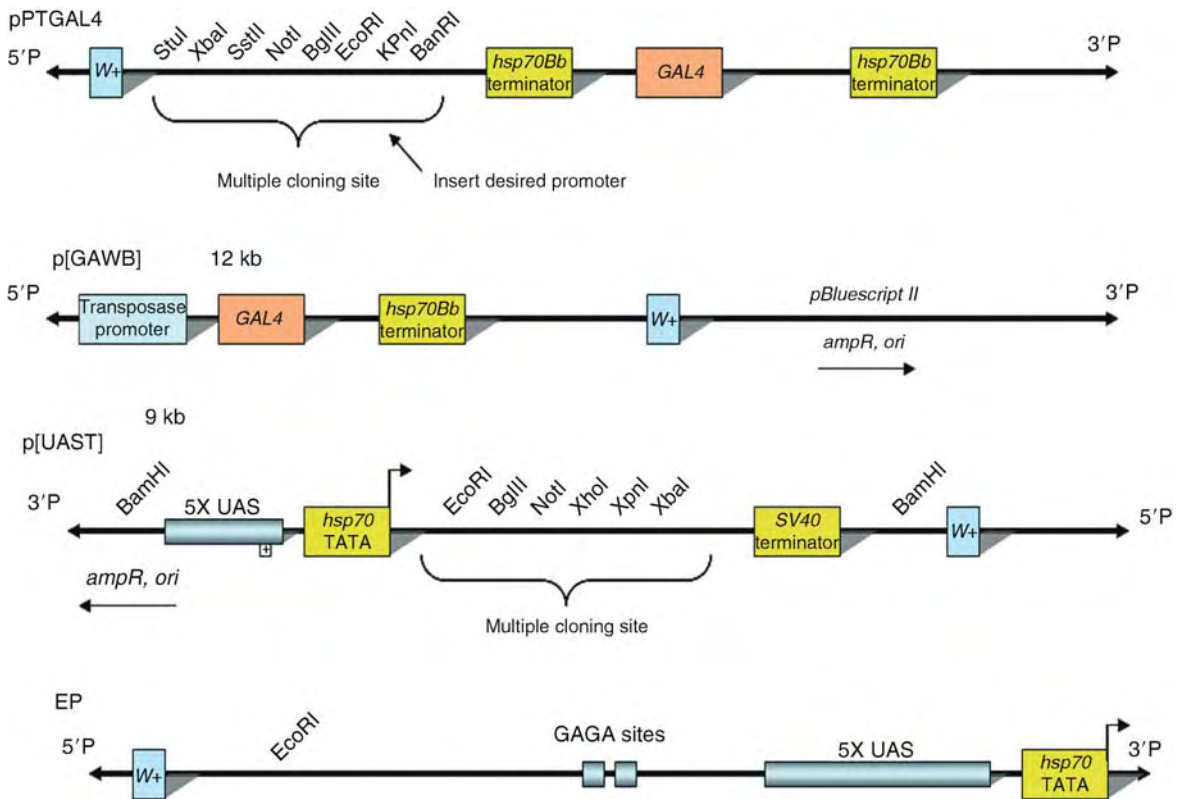 pPTGAL4
5′P
W+
StuI
XbaI
SstII
NotI
BglII
EcoRI
KPnI
BanRI
hsp70Bb
terminator
GAL4
hsp70Bb
terminator
3′P
Multiple cloning site
Insert desired promoter
p[GAWB]
12 kb
5′P
Transposase
promoter
GAL4
hsp70Bb
terminator
W+
pBluescript II
3′P
ampR, ori
9 kb
p[UAST]
3′P
BamHI
5X UAS
+
hsp70
TATA
EcoRI
BglII
NotI
XhoI
XpnI
XbaI
SV40
terminator
BamHI
W+
5′P
ampR, ori
Multiple cloning site
EP
5′P
W+
EcoRI
GAGA sites
5X UAS
hsp70
TATA
3′P